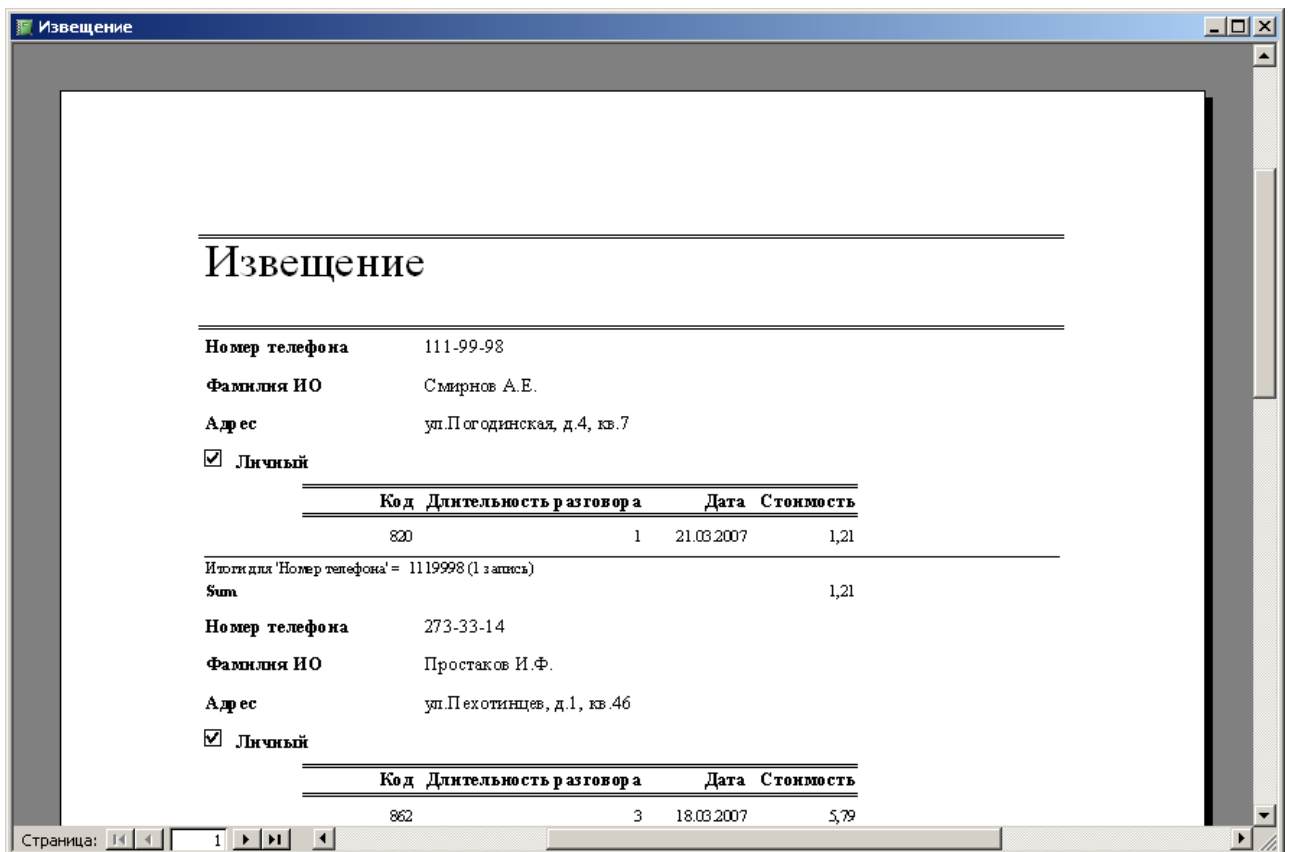 Извещение
Извещение
Номер телефона 111-99-98
Фамилия ИО Смирнов А.Е.
Адрес ул.Погодинская, д.4, кв.7
Личный
Код Длительность разговора Дата Стоимость
820 1 21.03.2007 1,21
Итоги для 'Номер телефона' = 1119998 (1 запись)
Sum 1,21
Номер телефона 273-33-14
Фамилия ИО Простаков И.Ф.
Адрес ул.Пехотинцев, д.1, кв.46
Личный
Код Длительность разговора Дата Стоимость
862 3 18.03.2007 5,79
Страница: 1